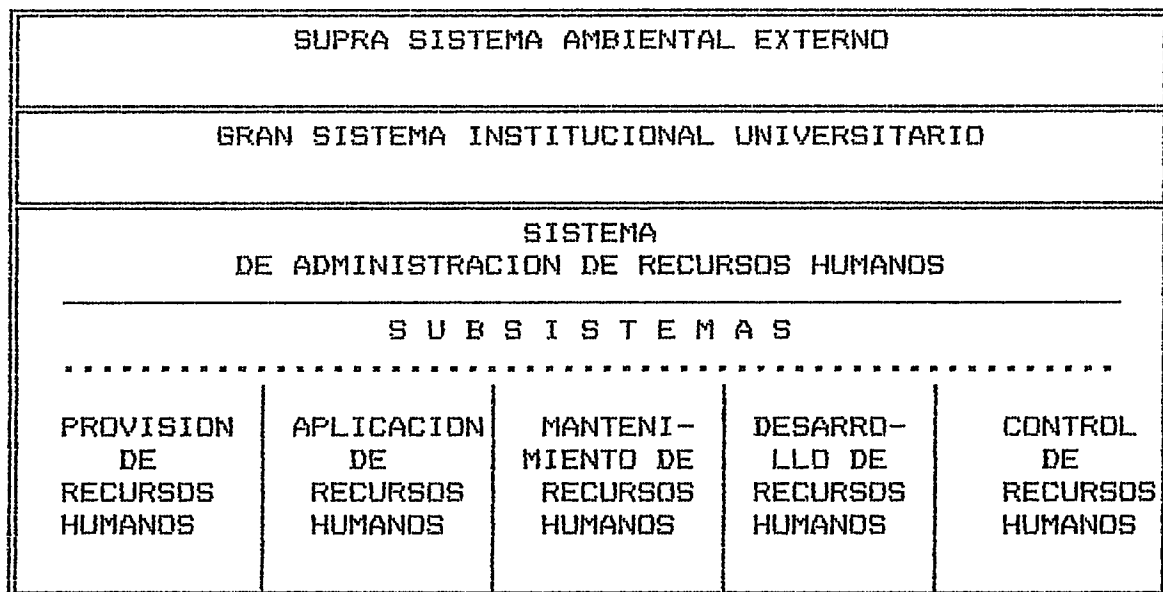 SUPRA SISTEMA AMBIENTAL EXTERNO
GRAN SISTEMA INSTITUCIONAL UNIVERSITARIO
SISTEMA
DE ADMINISTRACION DE RECURSOS HUMANOS
S U B S I S T E M A S
PROVISION
DE
RECURSOS
HUMANOS
APLICACION
DE
RECURSOS
HUMANOS
MANTENI-
MIENTO DE
RECURSOS
HUMANOS
DESARRO-
LLO DE
RECURSOS
HUMANOS
CONTROL
DE
RECURSOS
HUMANOS